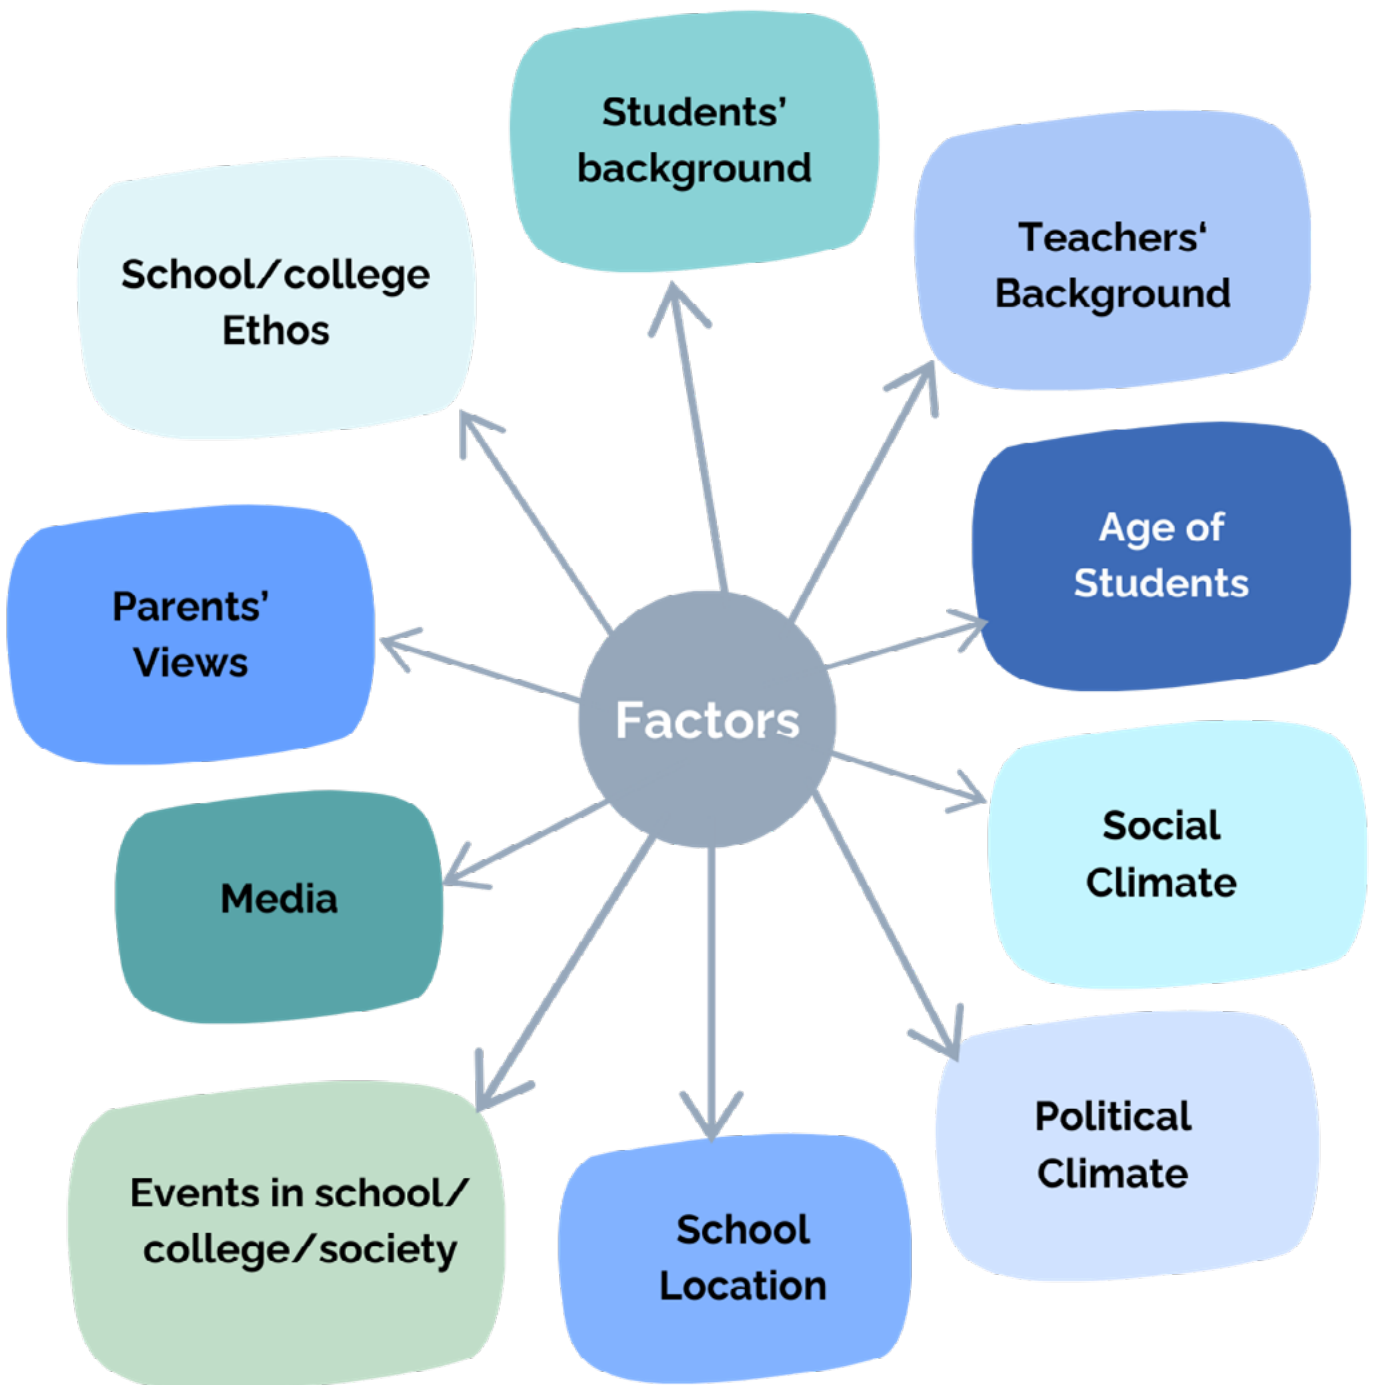 Students’
background
Teachers‘
Background
School/college
Ethos
Age of
Students
Parents’
Views
Factors
Social
Climate
Media
Political
Climate
Events in school/
college/society
School
Location